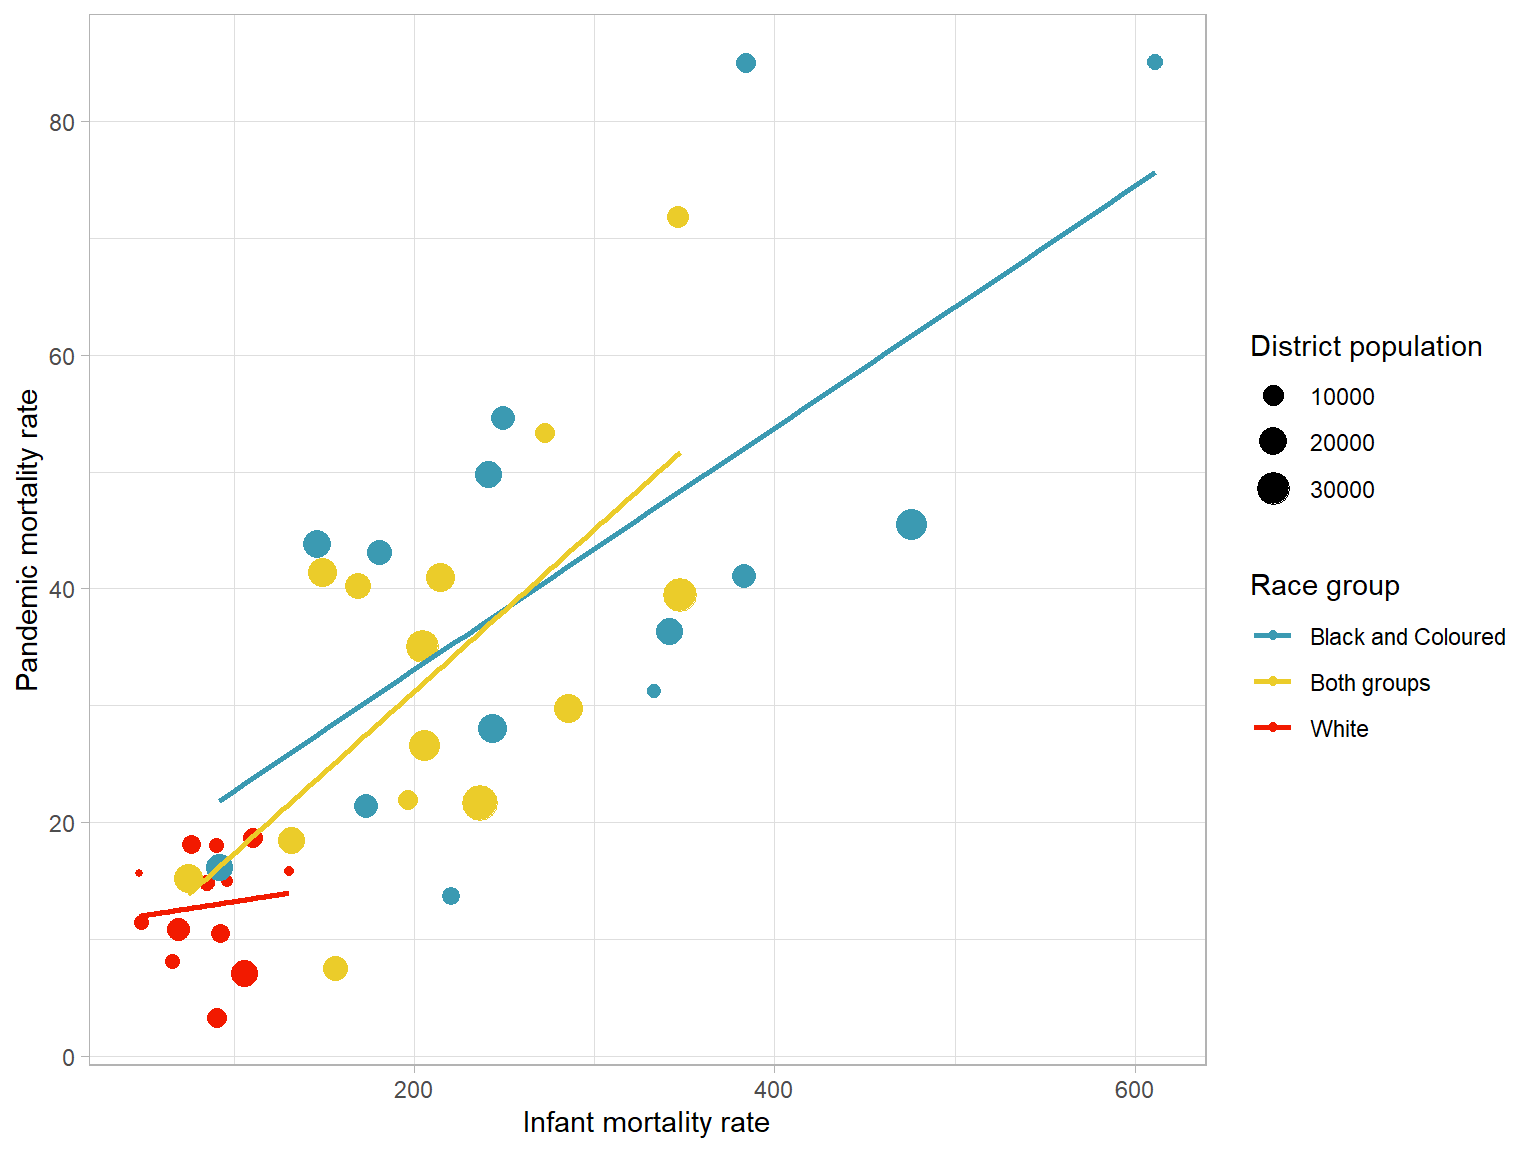 80
60
40
20
0
Pandemic mortality rate
200
400
600
Infant mortality rate
District population
10000
20000
30000
Race group
Black and Coloured
Both groups
White